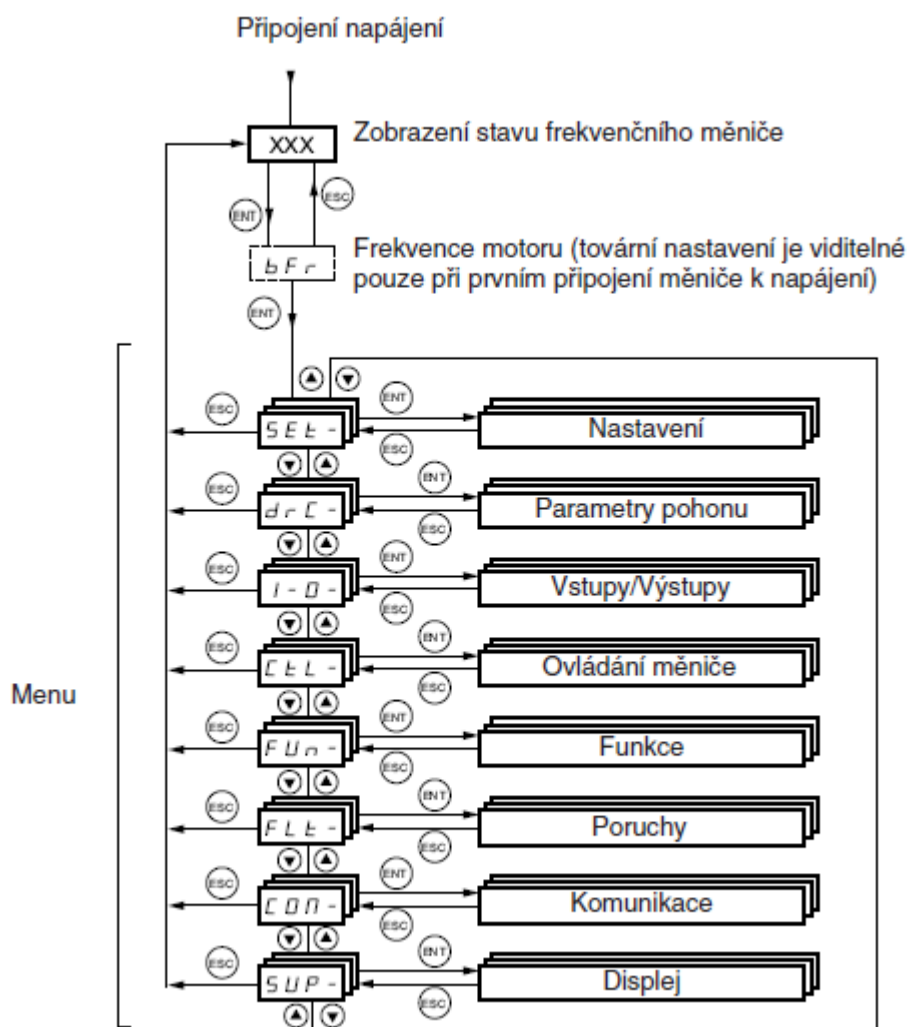 Připojení napájení
XXX
Zobrazení stavu frekvenčního měniče
ENT
ESC
bFr
Frekvence motoru (tovární nastavení je viditelné
pouze při prvním připojení měniče k napájení)
ENT
ESC
SEt-
ENT
ESC
Nastavení
ESC
drC-
ENT
ESC
Parametry pohonu
ESC
I-O-
ENT
ESC
Vstupy/Výstupy
ESC
CtL-
ENT
ESC
Ovládání měniče
Menu
ESC
FUn-
ENT
ESC
Funkce
ESC
FLt-
ENT
ESC
Poruchy
ESC
COM-
ENT
ESC
Komunikace
ESC
SUP-
ENT
ESC
Displej